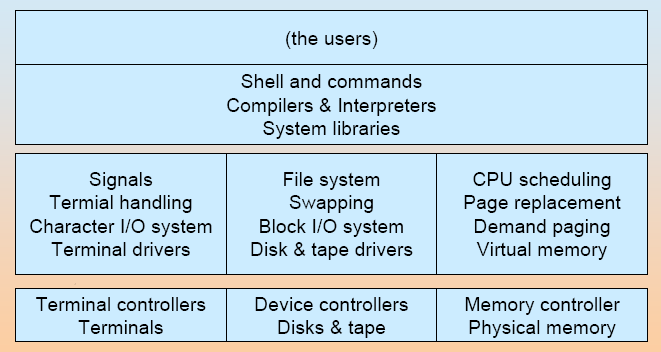 (the users)
Shell and commands
Compilers & Interpreters
System libraries
Signals
Termial handling
Character I/O system
Terminal drivers
File system
Swapping
Block I/O system
Disk & tape drivers
CPU scheduling
Page replacement
Demand paging
Virtual memory
Terminal controllers
Terminals
Device controllers
Disks & tape
Memory controller
Physical memory